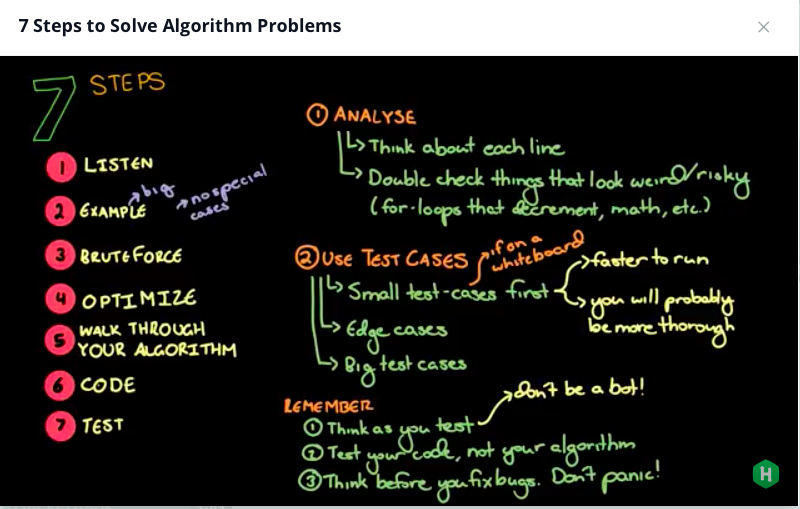 7 Steps to Solve Algorithm Problems
7 STEPS
1 LISTEN
2 EXAMPLE
big
no special
cases
3 BRUTE FORCE
4 OPTIMIZE
5 WALK THROUGH
YOUR ALGORITHM
6 CODE
7 TEST
1 ANALYSE
Think about each line
Double check things that look weird/risky
(for-loops that decrement, math, etc.)
2 USE TEST CASES
if on a
whiteboard
Small test-cases first
faster to run
you will probably
be more thorough
Edge cases
Big test cases
REMEMBER
1 Think as you test
don't be a bot!
2 Test your code, not your algorithm
3 Think before you fix bugs. Don't panic!
H